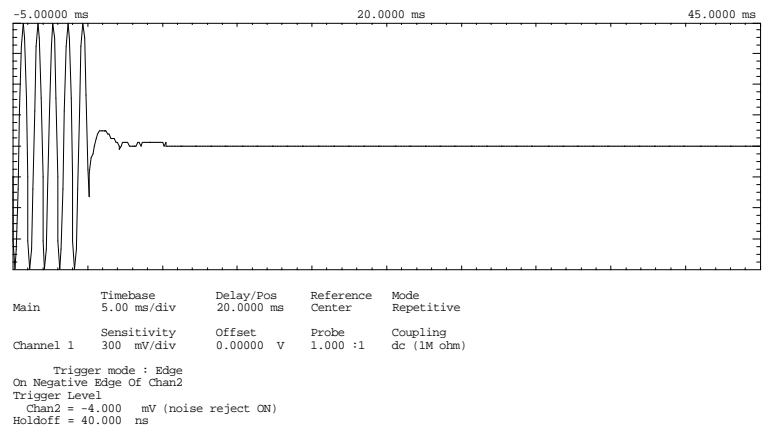 -5.00000 ms 20.0000 ms 45.0000 ms
Timebase Delay/Pos Reference Mode
Main 5.00 ms/div 20.0000 ms Center Repetitive
Sensitivity Offset Probe Coupling
Channel 1 300 mV/div 0.00000 V 1.000 :1 dc (1M ohm)
Trigger mode : Edge
On Negative Edge Of Chan2
Trigger Level
Chan2 = -4.000 mV (noise reject ON)
Holdoff = 40.000 ns